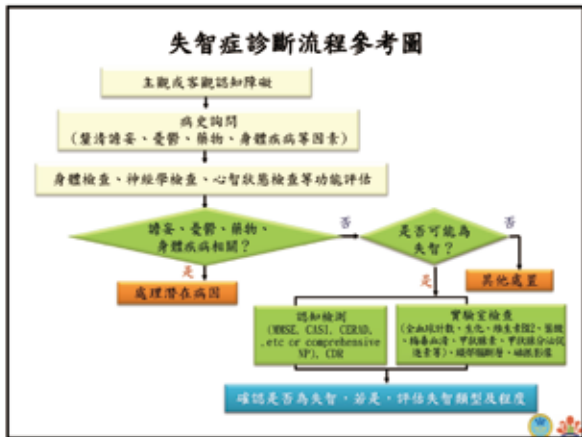 失智症診斷流程參考圖
主觀或客觀認知障礙
病史詢問
(釐清譫妄、憂鬱、藥物、身體疾病等因素)
身體檢查、神經學檢查、心智狀態檢查等功能評估
譫妄、憂鬱、藥物、
身體疾病相關？
否
是否可能為
失智？
否
是
處理潛在病因
是
其他處置
認知檢測
(MMSE, CASI, CERAD,
,etc or comprehensive
NP), CDR
實驗室檢查
(全血球計數、生化、維生素B12、葉酸
、梅毒血清、甲狀腺素、甲狀腺分泌促
進素等)、頭部電腦斷層、磁振影像
確認是否為失智，若是，評估失智類型及程度